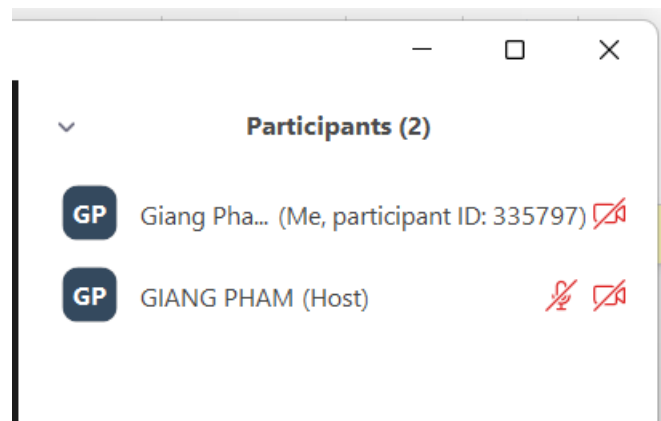 Participants (2)
GP Giang Pha... (Me, participant ID: 335797)
GP GIANG PHAM (Host)